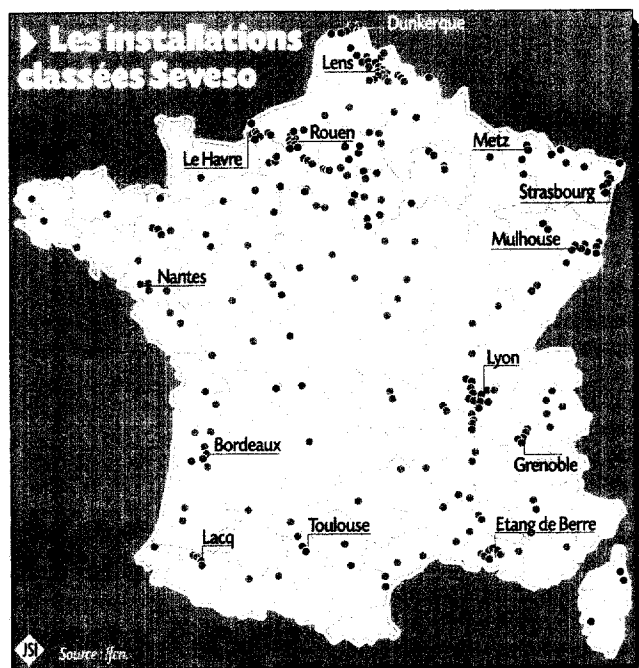 Les installations
classées Seveso
Dunkerque
Lens
Rouen
Le Havre
Metz
Strasbourg
Mulhouse
Nantes
Lyon
Bordeaux
Grenoble
Lacq
Toulouse
Etang de Berre
JSI
Source :